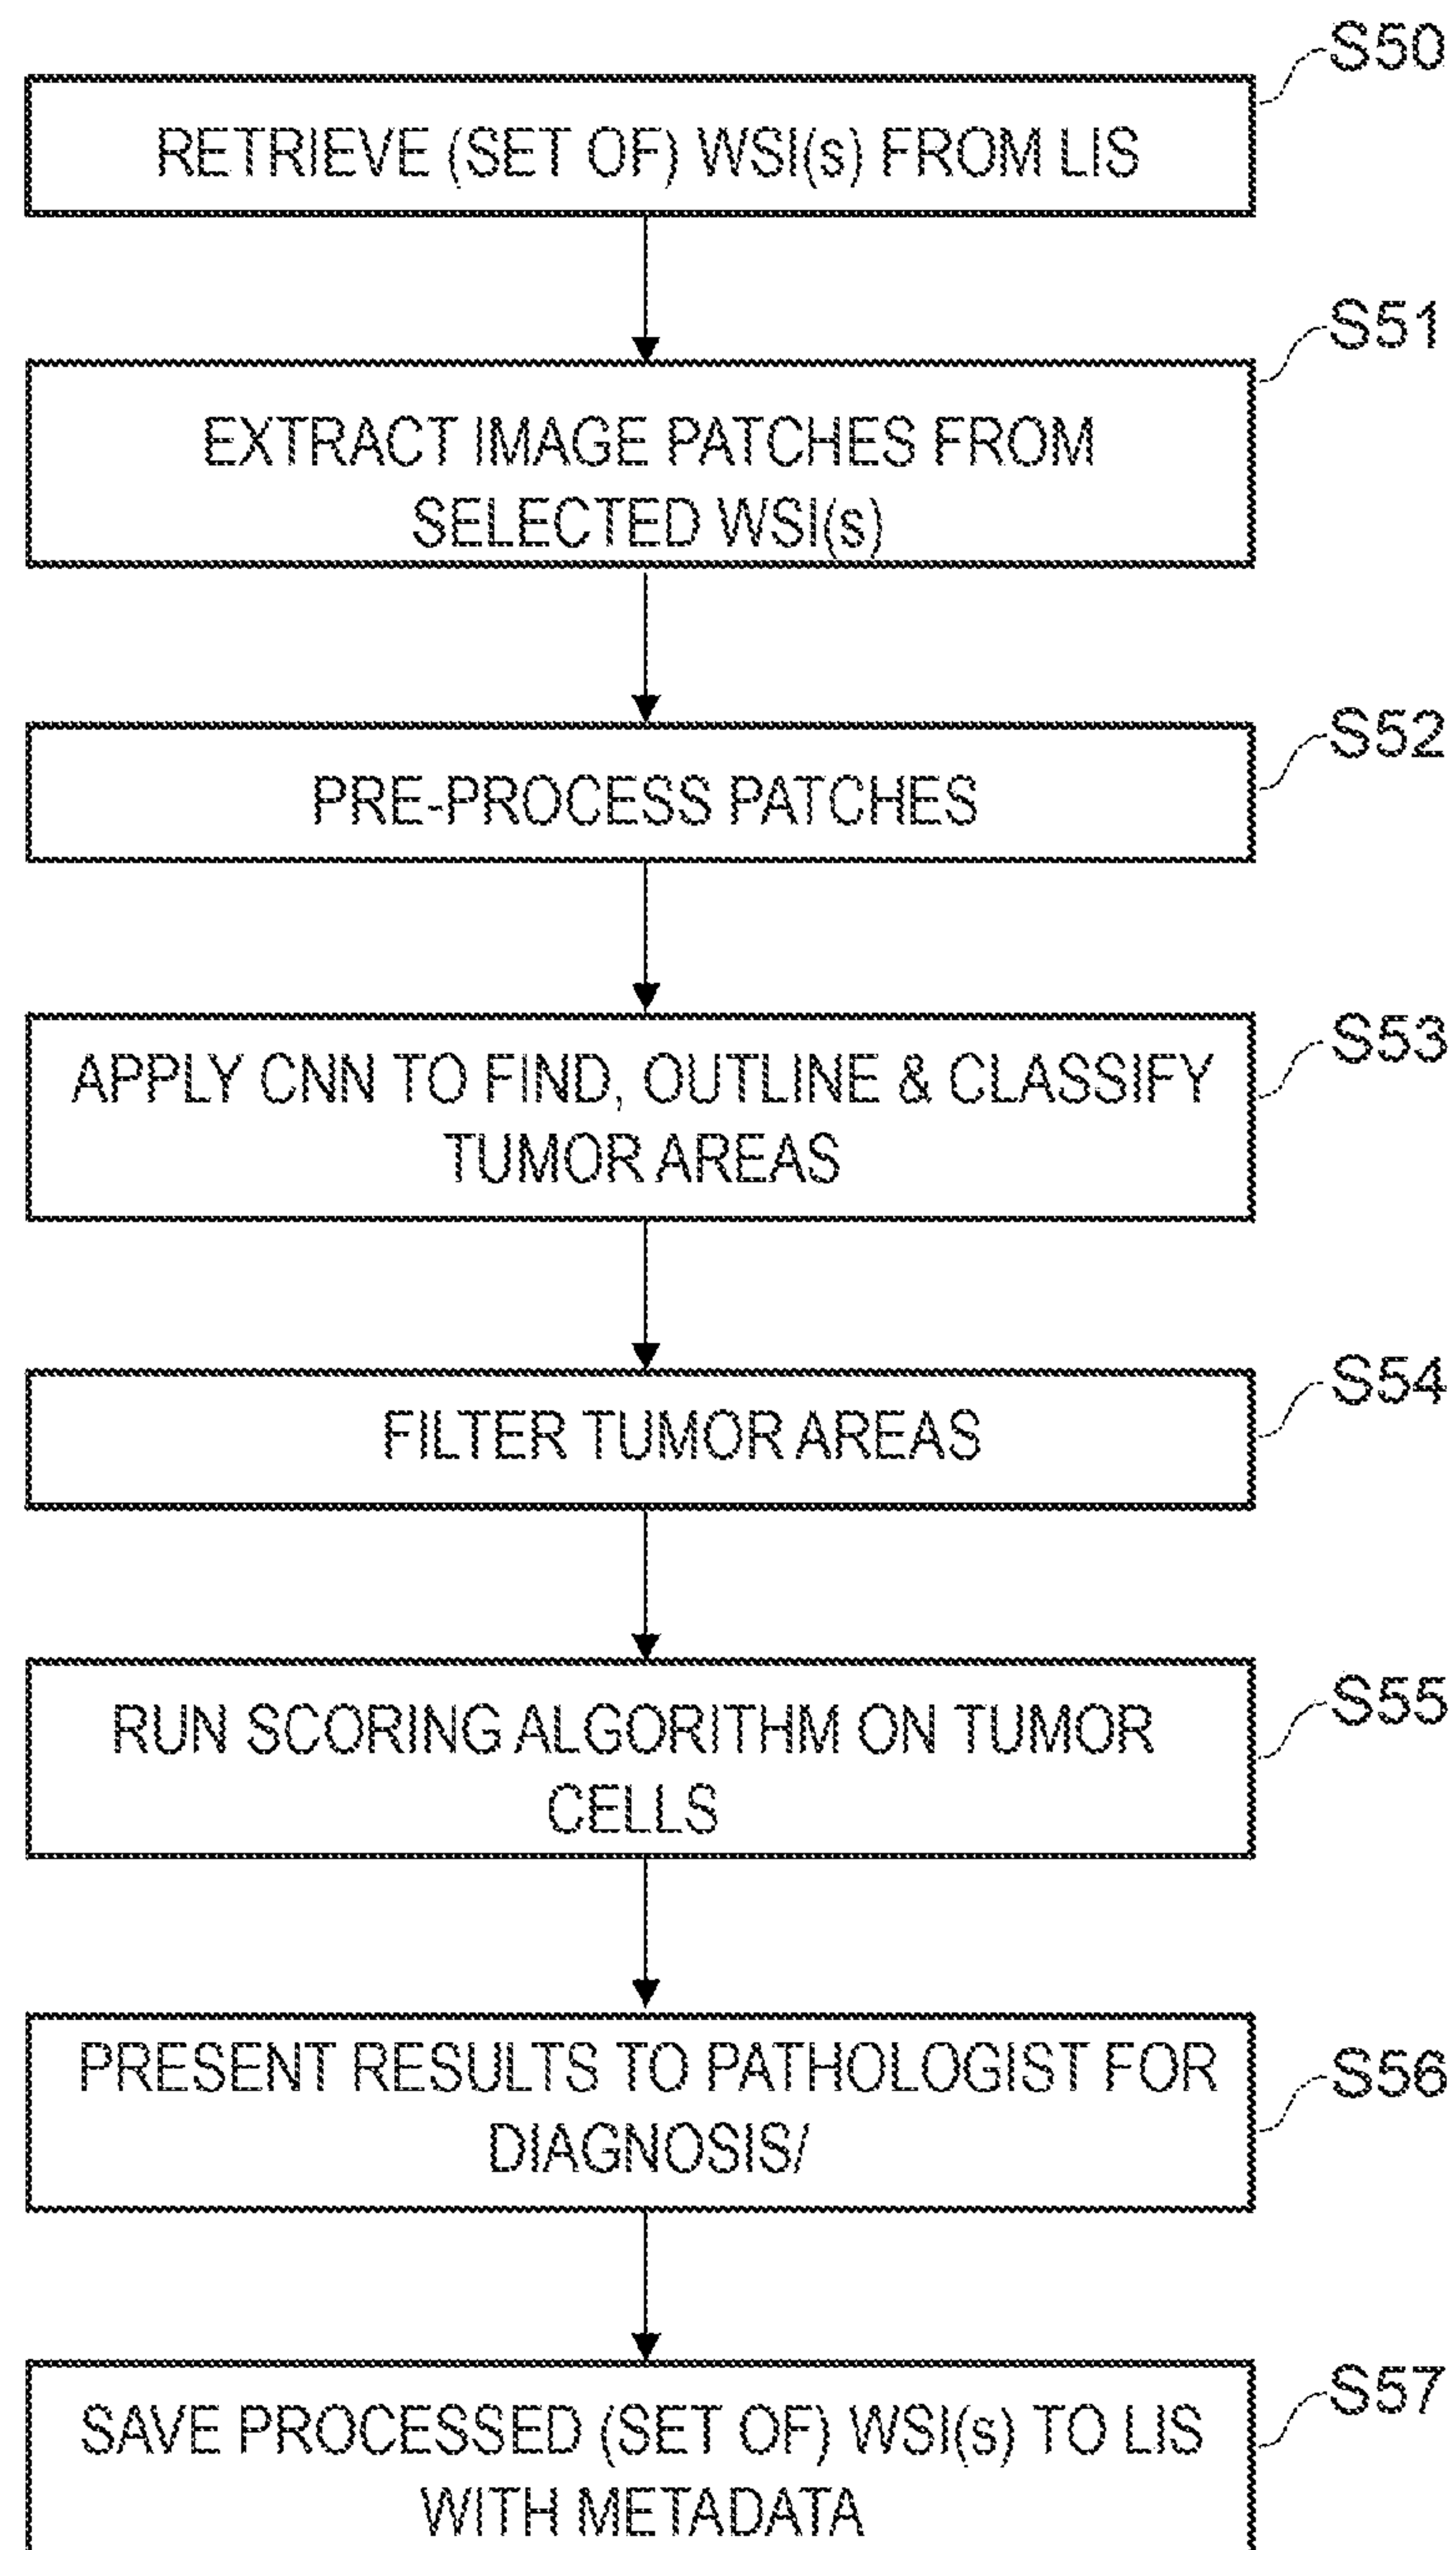 S50
RETRIEVE (SET OF) WSI(s) FROM LIS
S51
EXTRACT IMAGE PATCHES FROM
SELECTED WSI(s)
S52
PRE-PROCESS PATCHES
S53
APPLY CNN TO FIND, OUTLINE & CLASSIFY
TUMOR AREAS
S54
FILTER TUMOR AREAS
S55
RUN SCORING ALGORITHM ON TUMOR
CELLS
S56
PRESENT RESULTS TO PATHOLOGIST FOR
DIAGNOSIS/
S57
SAVE PROCESSED (SET OF) WSI(s) TO LIS
WITH METADATA